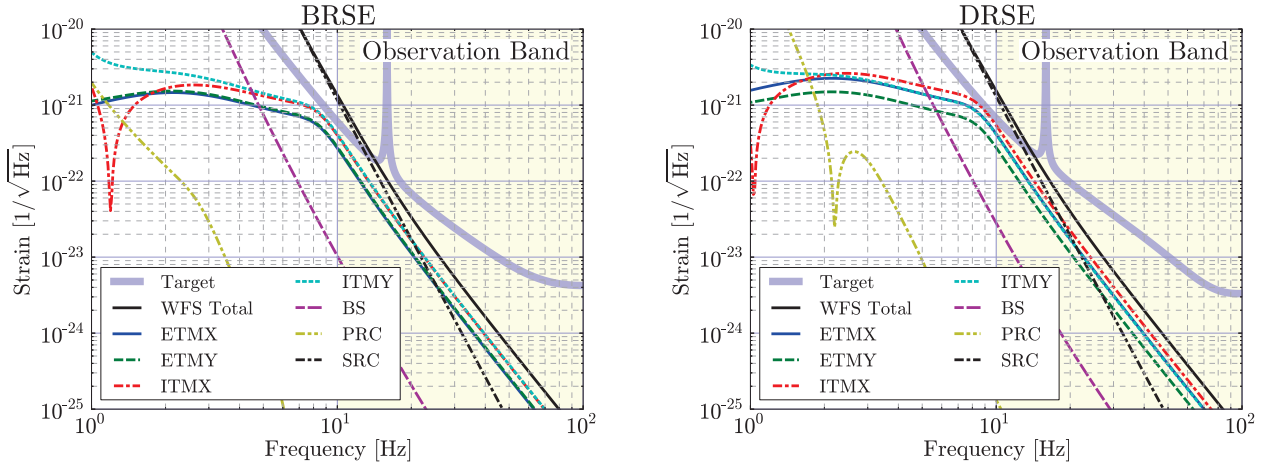 BRSE
Observation Band
Strain [1/√Hz]
10^-20
10^-21
10^-22
10^-23
10^-24
10^-25
Target
WFS Total
ETMX
ETMY
ITMX
ITMY
BS
PRC
SRC
10^0
10^1
10^2
Frequency [Hz]
DRSE
Observation Band
Strain [1/√Hz]
10^-20
10^-21
10^-22
10^-23
10^-24
10^-25
Target
WFS Total
ETMX
ETMY
ITMX
ITMY
BS
PRC
SRC
10^0
10^1
10^2
Frequency [Hz]